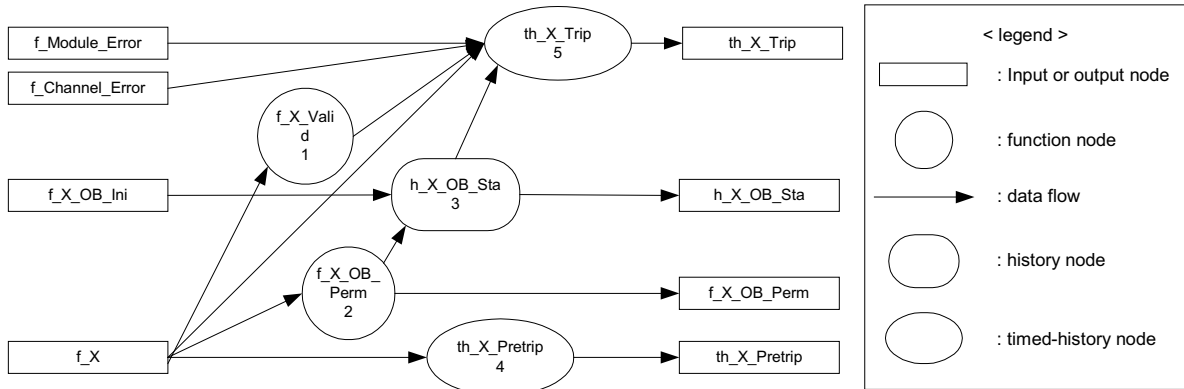 f_Module_Error
th_X_Trip
5
th_X_Trip
f_Channel_Error
f_X_Vali
d
1
f_X_OB_Ini
h_X_OB_Sta
3
h_X_OB_Sta
f_X_OB_
Perm
2
f_X_OB_Perm
f_X
th_X_Pretrip
4
th_X_Pretrip
< legend >
: Input or output node
: function node
: data flow
: history node
: timed-history node